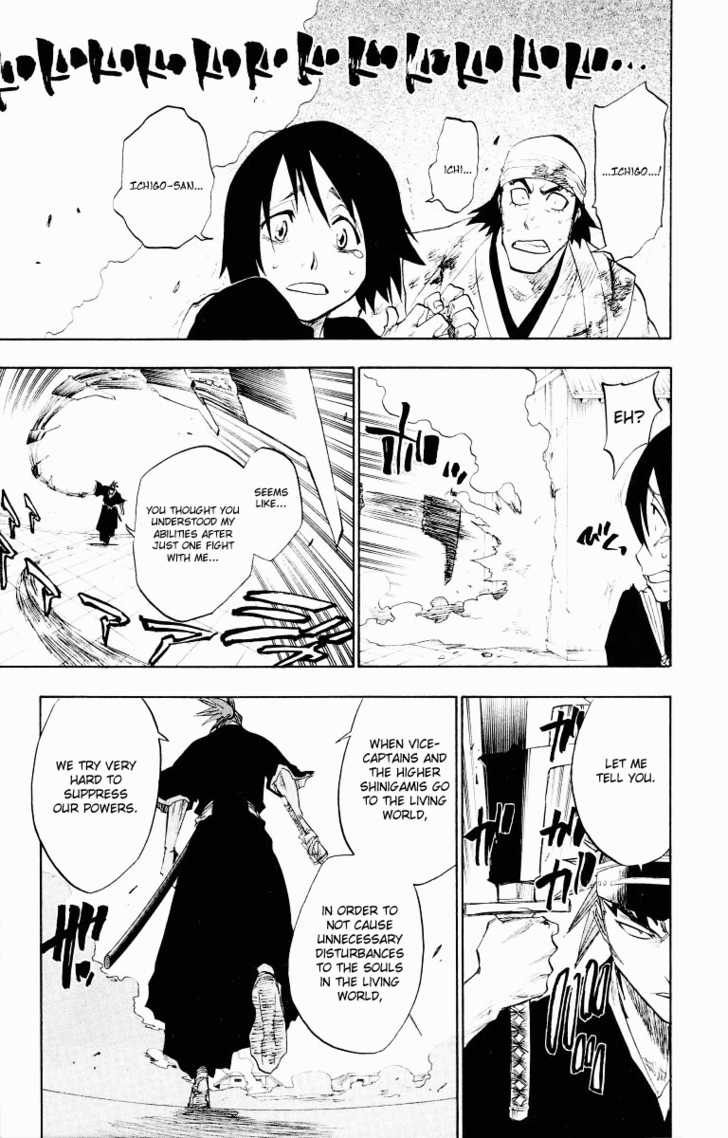 ...ICHIGO...!
ICHI...
ICHIGO-SAN...
EH?
SEEMS
LIKE...
YOU THOUGHT YOU
UNDERSTOOD MY
ABILITIES AFTER
JUST ONE FIGHT
WITH ME...
LET ME
TELL YOU.
WHEN VICE-
CAPTAINS AND
THE HIGHER
SHINIGAMIS GO
TO THE LIVING
WORLD,
IN ORDER TO
NOT CAUSE
UNNECESSARY
DISTURBANCES
TO THE SOULS
IN THE LIVING
WORLD,
WE TRY VERY
HARD TO
SUPPRESS
OUR POWERS.